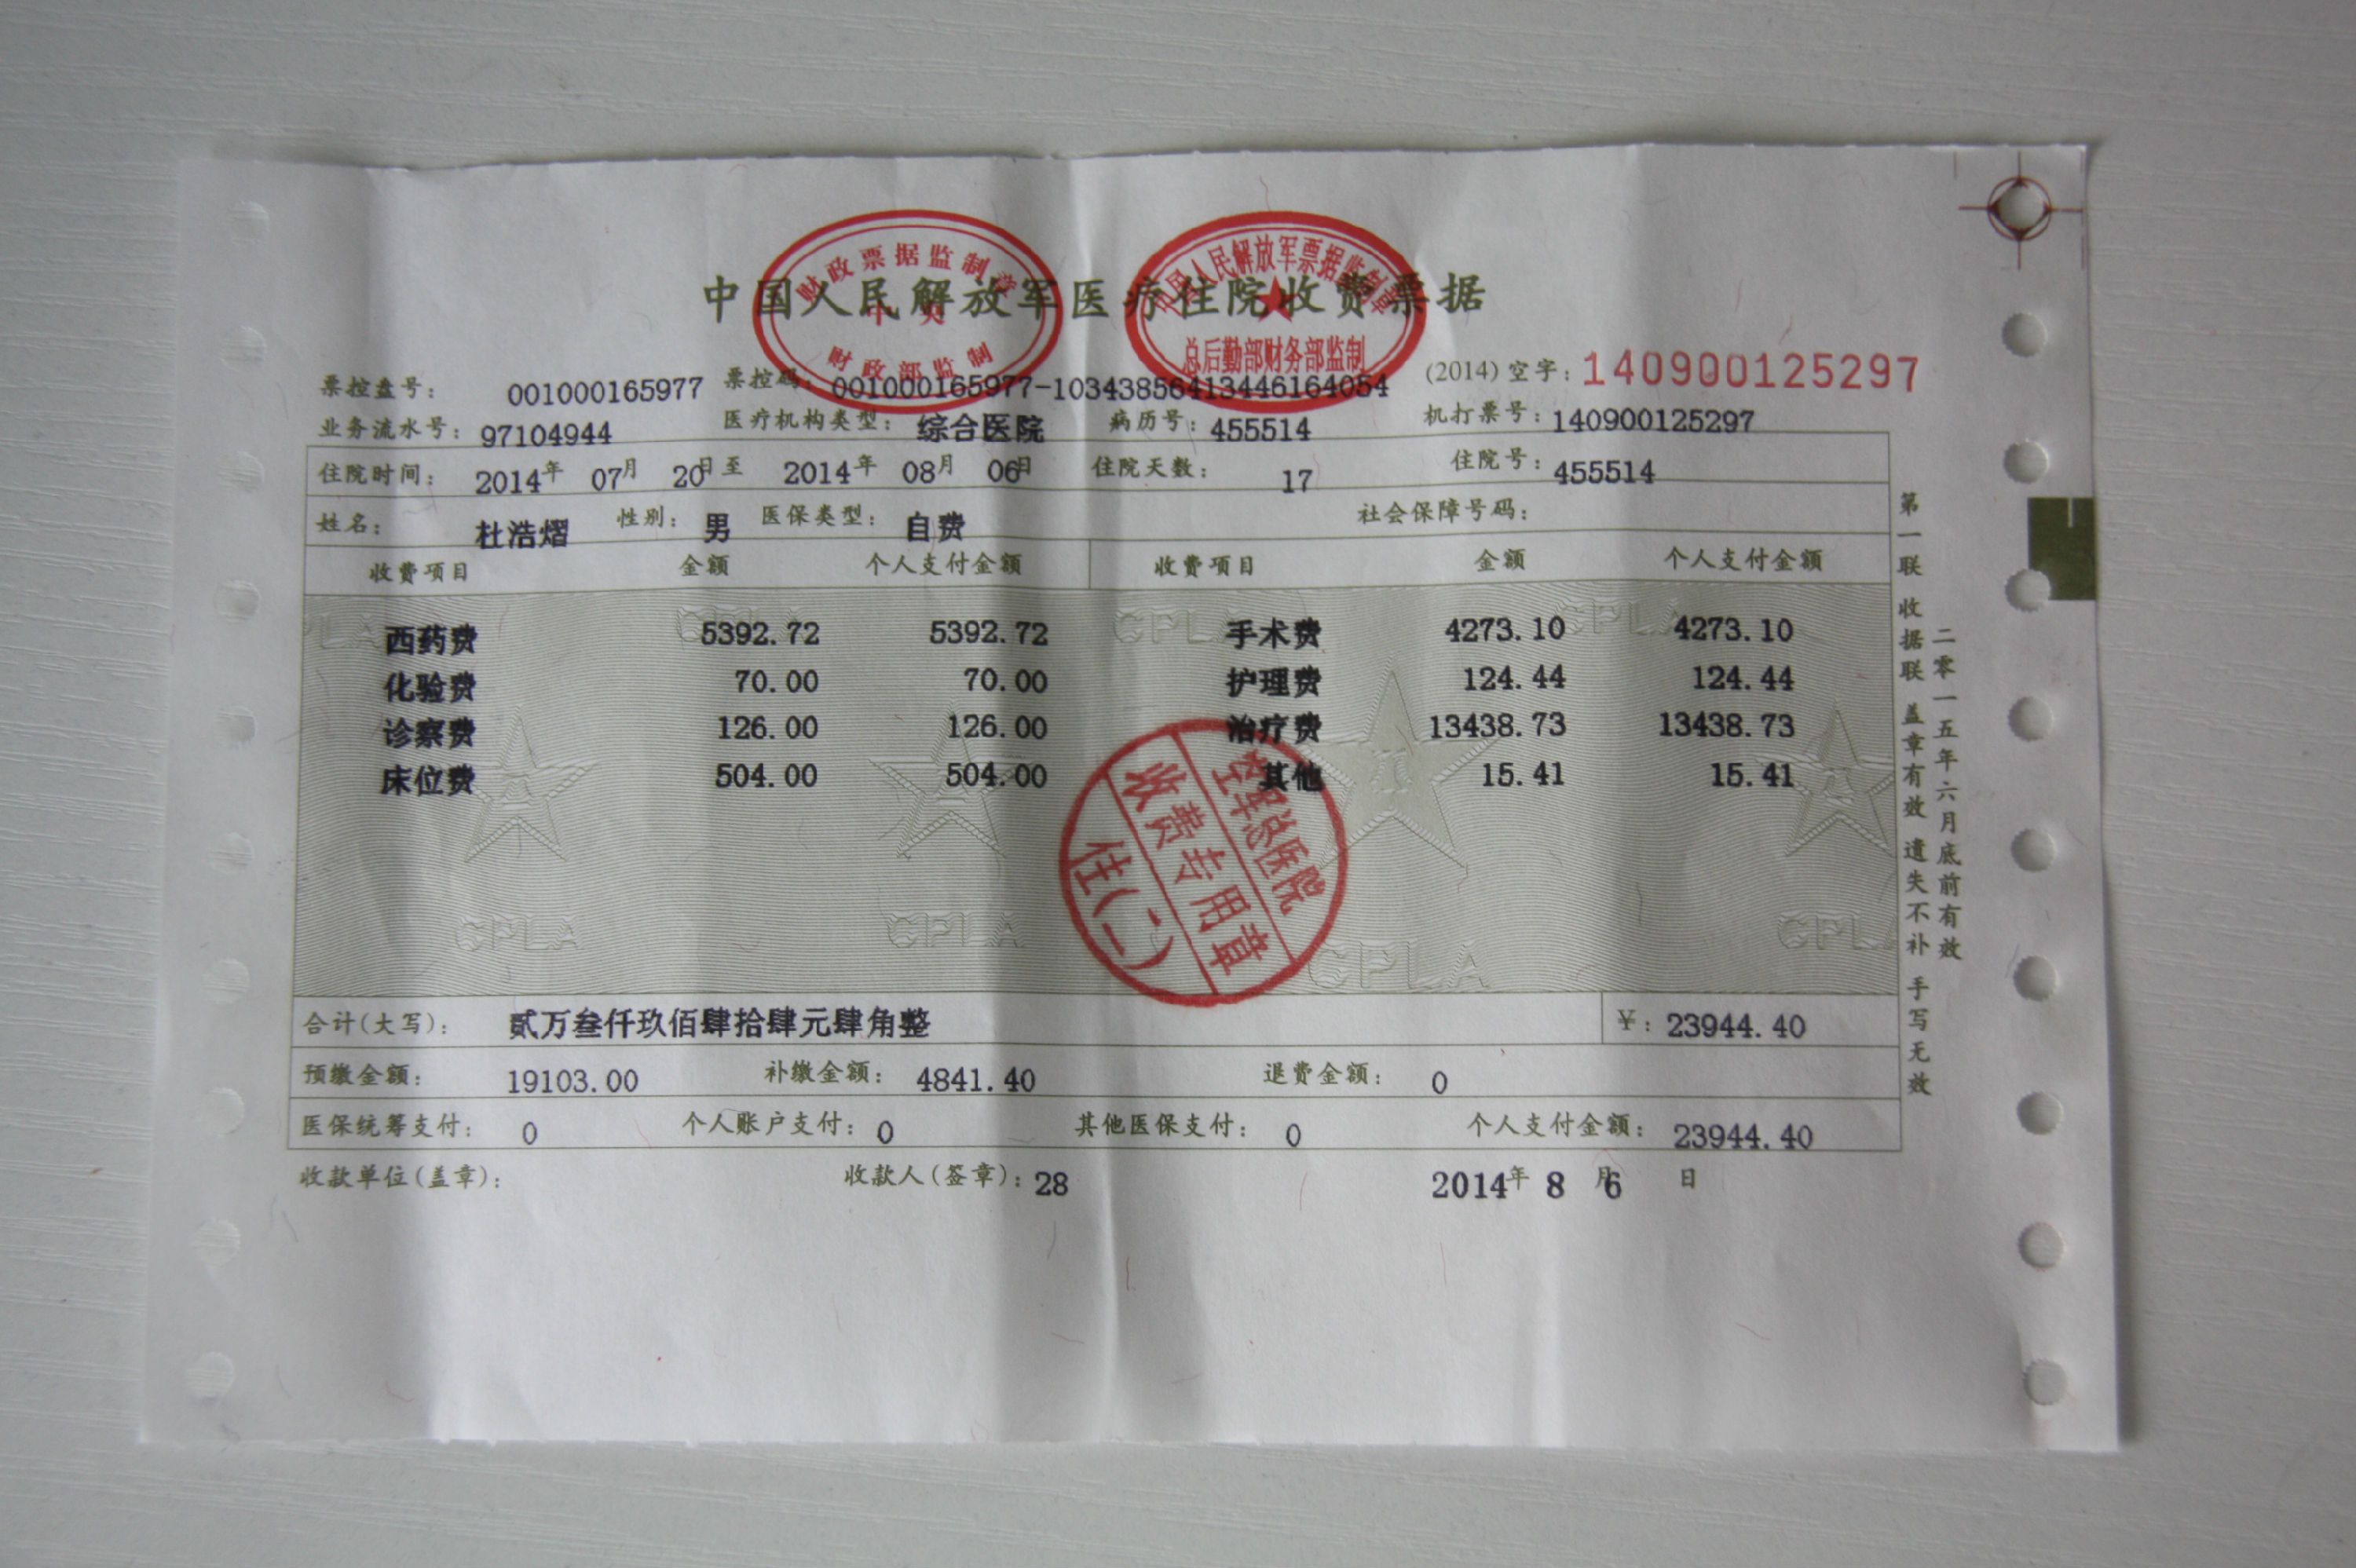 财政票据监制章
财政部监制
中国人民解放军票据监制章
总后勤部财务部监制
中国人民解放军医疗住院收费票据
票控盘号: 001000165977 票控码: 001000165977-10343856413446164054 (2014)空字: 140900125297
业务流水号: 97104944 医疗机构类型: 综合医院 病历号: 455514 机打票号: 140900125297
住院时间: 2014年 07月 20日至 2014年 08月 06日 住院天数: 17 住院号: 455514
姓名: 杜浩熠 性别: 男 医保类型: 自费 社会保障号码:
收费项目 金额 个人支付金额 收费项目 金额 个人支付金额
西药费 5392.72 5392.72 手术费 4273.10 4273.10
化验费 70.00 70.00 护理费 124.44 124.44
诊察费 126.00 126.00 治疗费 13438.73 13438.73
床位费 504.00 504.00 其他 15.41 15.41
空军总医院
收费专用章
住(二)
CPLA CPLA CPLA CPLA
合计(大写): 贰万叁仟玖佰肆拾肆元肆角整 ¥: 23944.40
预缴金额: 19103.00 补缴金额: 4841.40 退费金额: 0
医保统筹支付: 0 个人账户支付: 0 其他医保支付: 0 个人支付金额: 23944.40
收款单位(盖章): 收款人(签章): 28 2014年 8 月6 日
第一联 收据联 盖章有效 遗失不补 手写无效
二零一五年六月底前有效